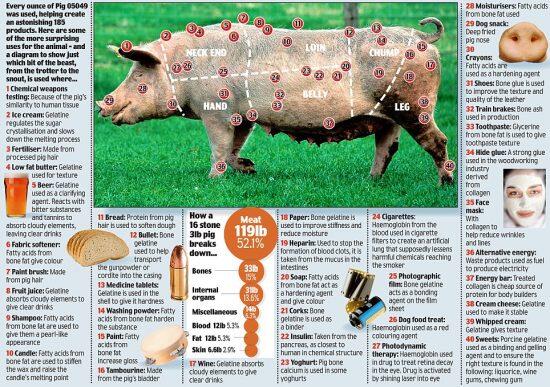 Every ounce of Pig 05049
was used, helping create
an astonishing 185
products. Here are some
of the more surprising
uses for the animal - and
a diagram to show just
which bit of the beast,
from the trotter to the
snout, is used where...
1 Chemical weapons
testing: Because of the pig's
similarity to human tissue
2 Ice cream: Gelatine
regulates the sugar
crystallisation and slows
down the melting process
3 Fertiliser: Made from
processed pig hair
4 Low fat butter: Gelatine
used for texture
5 Beer: Gelatine
used as a clarifying
agent. Reacts with
bitter substances
and tannins to
absorb cloudy elements,
leaving clear drinks
6 Fabric softener:
Fatty acids from
bone fat give colour
7 Paint brush: Made
from pig hair
8 Fruit juice: Gelatine
absorbs cloudy elements to
give clear drinks
9 Shampoo: Fatty acids from
bone fat are used to give
them a pearl-like
appearance
10 Candle: Fatty acids from
bone fat are used to stiffen
the wax and raise the
candle's melting point
NECK END
LOIN
CHUMP
HAND
BELLY
LEG
11 Bread: Protein from pig
hair is used to soften dough
12 Bullet: Bone
gelatine
used to help
transport
the gunpowder or
cordite into the casing
13 Medicine tablets:
Gelatine is used in the
shell to give it hardness
14 Washing powder: Fatty
acids from bone fat harden
the substance
15 Paint: Fatty
acids from
bone fat
increase gloss
16 Tambourine: Made
from the pig's bladder
How a
16 stone
3lb pig
breaks
down...
Meat
119lb
52.1%
Bones
33lb
15%
Internal
organs
31lb
13.6%
Miscellaneous
14lb
6.3%
Blood 12lb 5.3%
Fat 12lb 5.3%
Skin 6.6lb 2.9%
17 Wine: Gelatine absorbs
cloudy elements to give
clear drinks
18 Paper: Bone gelatine is
used to improve stiffness and
reduce moisture
19 Heparin: Used to stop the
formation of blood clots, it is
taken from the mucus in the
intestines
20 Soap: Fatty acids
from bone fat act as
a hardening agent
and give colour
21 Corks: Bone
gelatine is used as
a binder
22 Insulin: Taken from the
pancreas, as closest to
human in chemical structure
23 Yoghurt: Pig bone
calcium is used in some
yoghurts
24 Cigarettes:
Haemoglobin from the
blood used in cigarette
filters to create an artificial
lung that supposedly lessens
harmful chemicals reaching
the smoker
25 Photographic
film: Bone gelatine
acts as a bonding
agent on the film
sheet
26 Dog food treat:
Haemoglobin used as a red
colouring agent
27 Photodynamic
therapy: Haemoglobin used
in drug to treat retina decay
in the eye. Drug is activated
by shining laser into the eye
28 Moisturisers: Fatty acids
from bone fat used
29 Dog snack:
Deep fried
pig nose
30
Crayons:
Fatty acids are
used as a hardening agent
31 Shoes: Bone glue is used
to improve the texture and
quality of the leather
32 Train brakes: Bone ash
used in production
33 Toothpaste: Glycerine
from bone fat is used to give
toothpaste texture
34 Hide glue: A strong glue
used in the woodworking
industry
derived
from
collagen
35 Face
mask:
With
collagen to
help reduce wrinkles
and lines
36 Alternative energy:
Waste products used as fuel
to produce electricity
37 Energy bar: Treated
collagen is cheap source of
protein for body builders
38 Cream cheese: Gelatine
used to make it stable
39 Whipped cream:
Gelatine gives texture
40 Sweets: Porcine gelatine
used as a binding and gelling
agent and to ensure the
right texture is found in the
following: liquorice, wine
gums, chewing gum